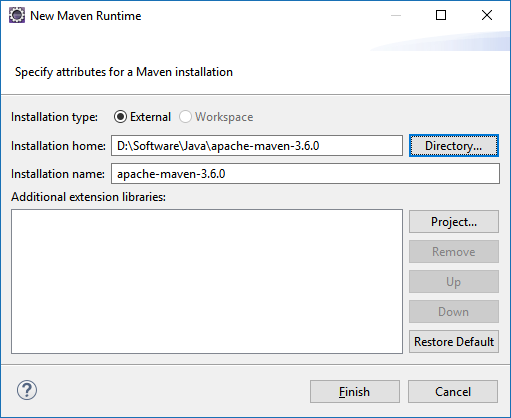 New Maven Runtime
Specify attributes for a Maven installation
Installation type: External Workspace
Installation home: D:\Software\Java\apache-maven-3.6.0 Directory...
Installation name: apache-maven-3.6.0
Additional extension libraries:
Project...
Remove
Up
Down
Restore Default
? Finish Cancel